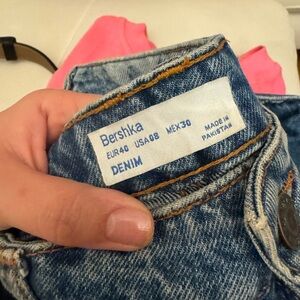 Bershka
EUR40 USA08 MEX30
DENIM
MADE IN
PAKISTAN